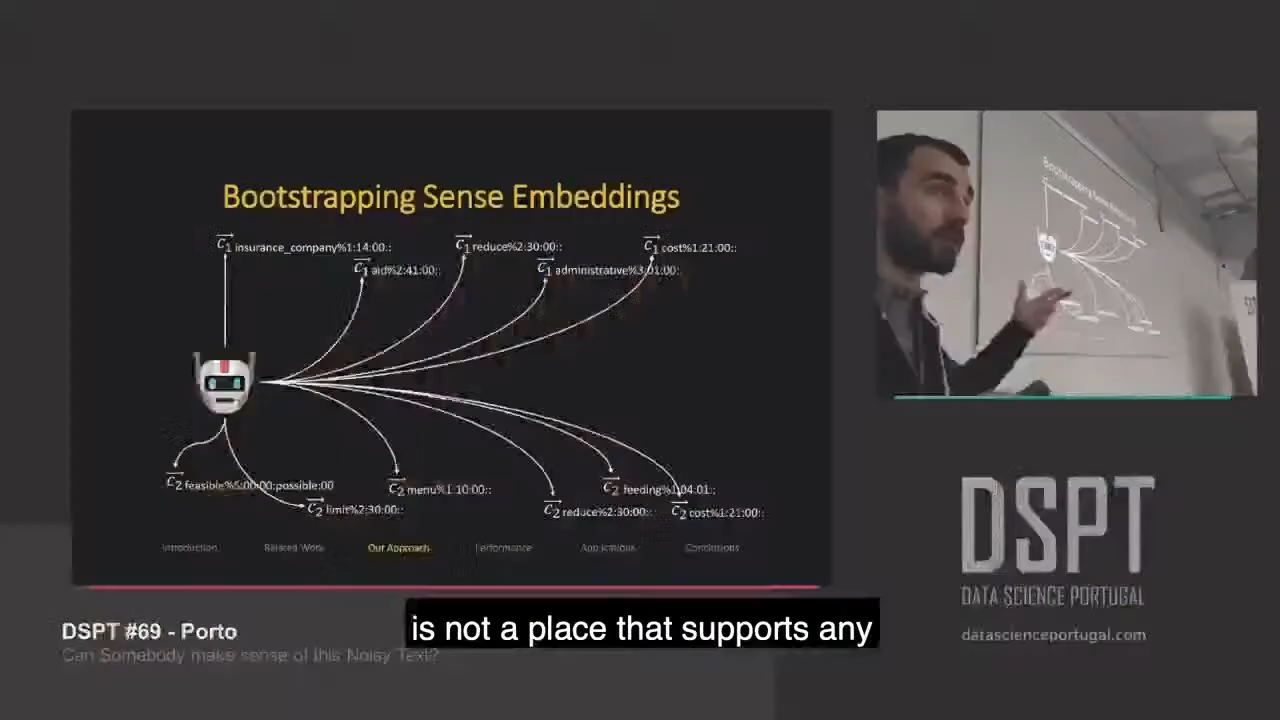 Bootstrapping Sense Embeddings
c1 insurance_company%1:14:00::
c1 reduce%2:30:00::
c1 cost%1:21:00::
c1 aid%2:41:00::
c1 administrative%3:01:00::
c2 feasible%5:00:00:possible:00
c2 menu%1:10:00::
c2 feeding%1:04:01::
c2 limit%2:30:00::
c2 reduce%2:30:00::
c2 cost%1:21:00::
Introduction Related Work Our Approach Performance Applications Conclusions
Bootstrapping Sense Embeddings
DSPT
DATA SCIENCE PORTUGAL
datascienceportugal.com
is not a place that supports any
DSPT #69 - Porto
Can Somebody make sense of this Noisy Text?